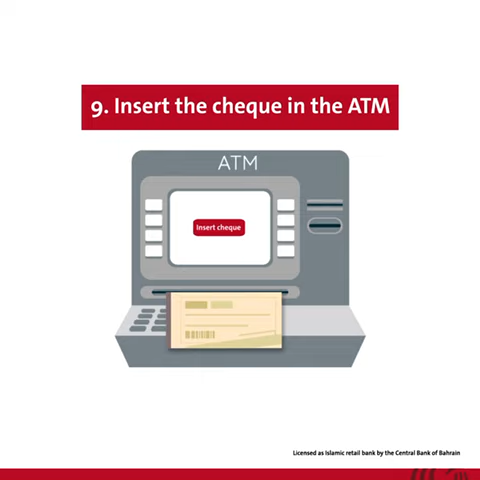 9. Insert the cheque in the ATM
ATM
Insert cheque
Licensed as Islamic retail bank by the Central Bank of Bahrain